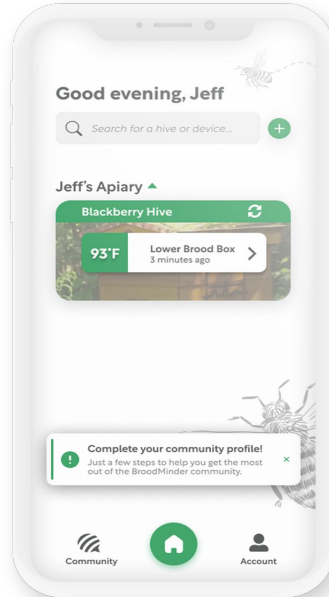 Good evening, Jeff
Search for a hive or device...
Jeff's Apiary
Blackberry Hive
93°F
Lower Brood Box
3 minutes ago
Complete your community profile!
Just a few steps to help you get the most
out of the BroodMinder community.
Community
Account